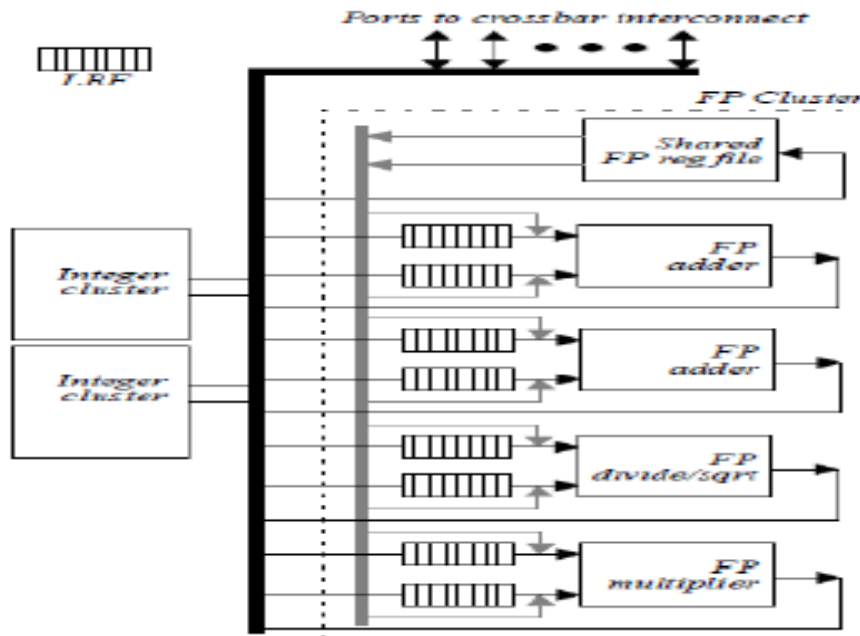 Ports to crossbar interconnect
LRF
FP Cluster
Shared
FP reg file
FP
adder
Integer
cluster
FP
adder
Integer
cluster
FP
divide/sqrt
FP
multiplier